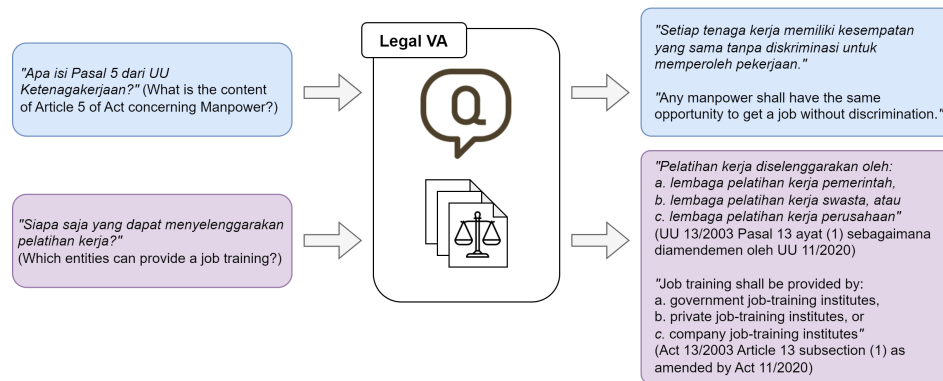 Legal VA
"Apa isi Pasal 5 dari UU
Ketenagakerjaan?" (What is the content
of Article 5 of Act concerning Manpower?)
Q
"Setiap tenaga kerja memiliki kesempatan
yang sama tanpa diskriminasi untuk
memperoleh pekerjaan."
"Any manpower shall have the same
opportunity to get a job without discrimination."
"Siapa saja yang dapat menyelenggarakan
pelatihan kerja?"
(Which entities can provide a job training?)
"Pelatihan kerja diselenggarakan oleh:
a. lembaga pelatihan kerja pemerintah,
b. lembaga pelatihan kerja swasta, atau
c. lembaga pelatihan kerja perusahaan"
(UU 13/2003 Pasal 13 ayat (1) sebagaimana
diamendemen oleh UU 11/2020)
"Job training shall be provided by:
a. government job-training institutes,
b. private job-training institutes, or
c. company job-training institutes"
(Act 13/2003 Article 13 subsection (1) as
amended by Act 11/2020)